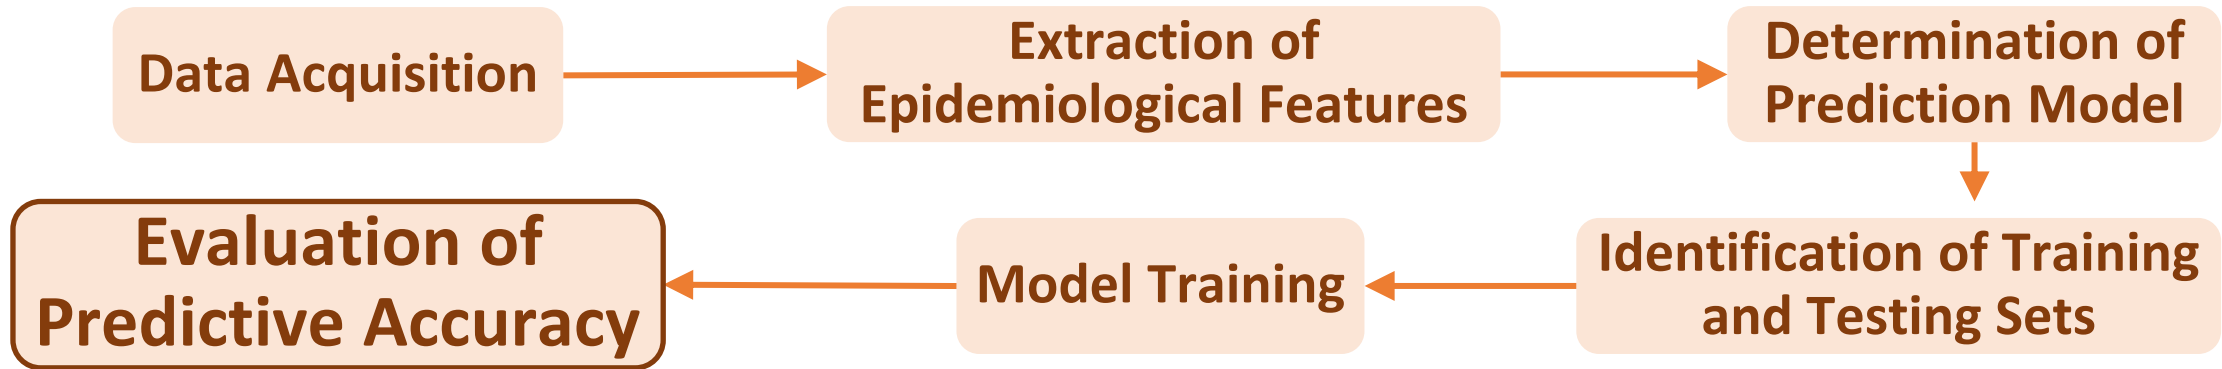 Data Acquisition
Extraction of
Epidemiological Features
Determination of
Prediction Model
Identification of Training
and Testing Sets
Model Training
Evaluation of
Predictive Accuracy